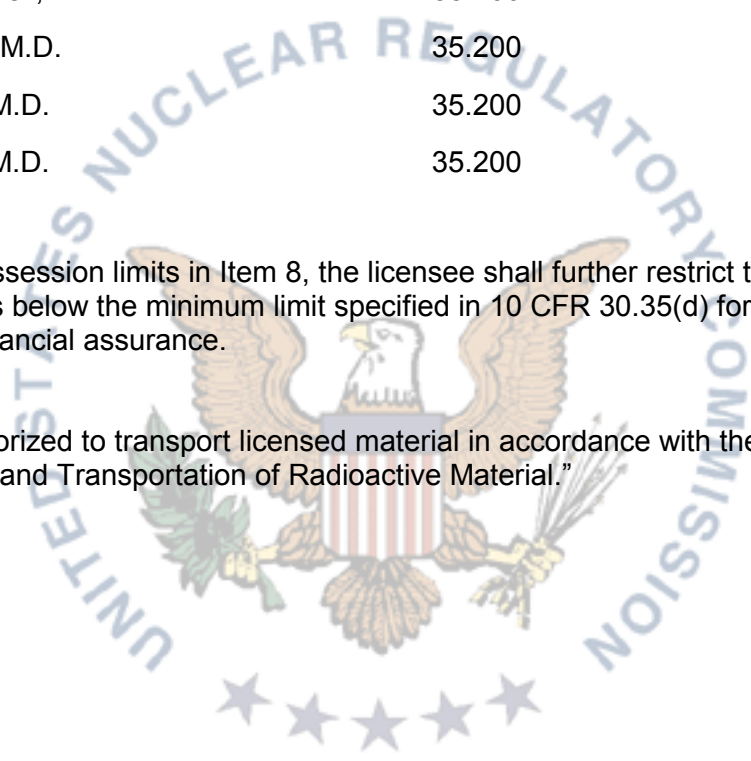 M.D. 35.200
M.D. 35.200
M.D. 35.200
ssession limits in Item 8, the licensee shall further restrict t
s below the minimum limit specified in 10 CFR 30.35(d) for
ancial assurance.
orized to transport licensed material in accordance with the
and Transportation of Radioactive Material.”
UNITED STATES NUCLEAR REGULATORY COMMISSION